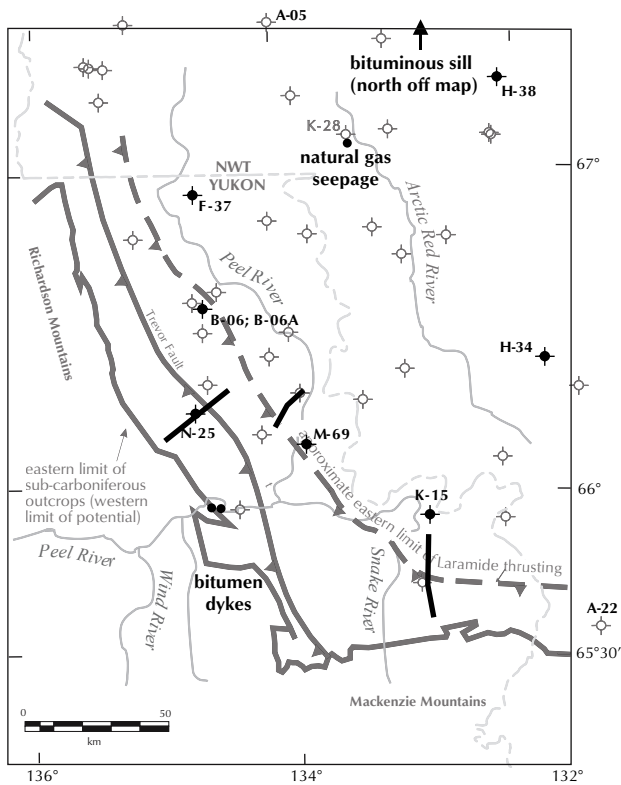 A-05
bituminous sill
(north off map)
H-38
K-28
natural gas
seepage
67°
NWT
YUKON
F-37
Arctic Red River
Peel River
Richardson Mountains
Trevor Fault
B-06; B-06A
H-34
N-25
M-69
approximate eastern limit of Laramide thrusting
eastern limit of
sub-carboniferous
outcrops (western
limit of potential)
K-15
66°
Peel River
Wind River
bitumen
dykes
Snake River
A-22
65°30'
Mackenzie Mountains
0
50
km
136°
134°
132°